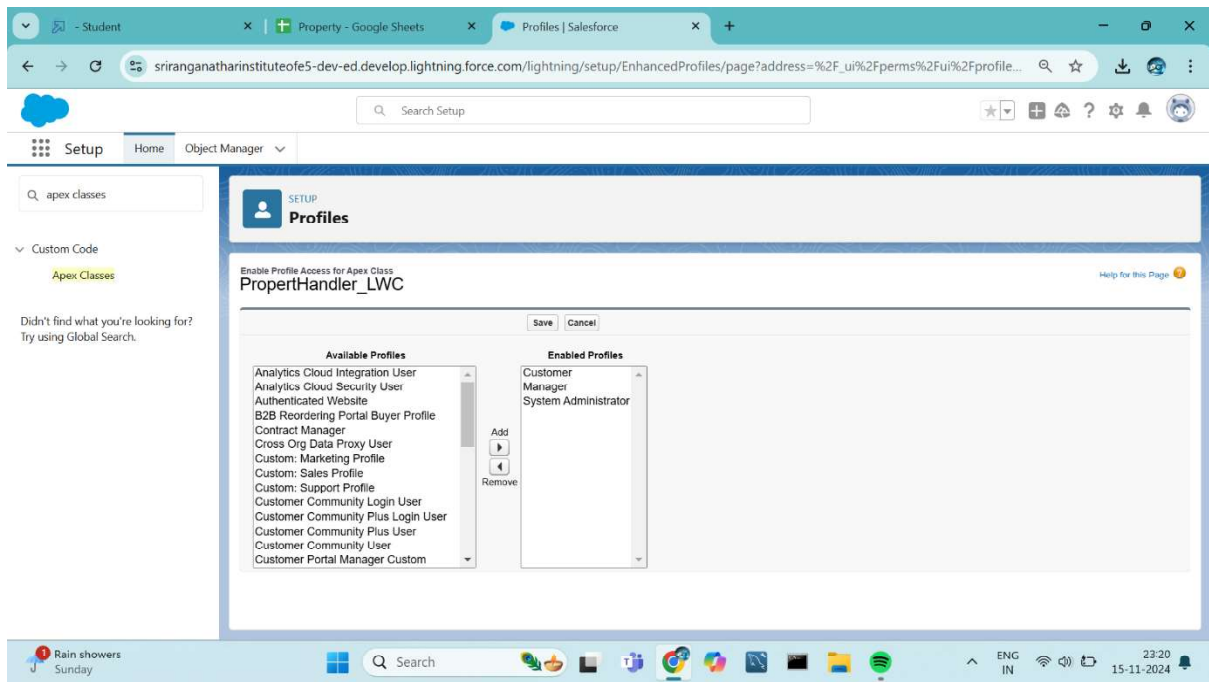 - Student
Property - Google Sheets
Profiles | Salesforce
sriranganatharinstituteofe5-dev-ed.develop.lightning.force.com/lightning/setup/EnhancedProfiles/page?address=%2F_ui%2Fperms%2Fui%2Fprofile...
Search Setup
Setup
Home
Object Manager
apex classes
Custom Code
Apex Classes
Didn't find what you're looking for?
Try using Global Search.
SETUP
Profiles
Enable Profile Access for Apex Class
PropertHandler_LWC
Help for this Page
Save Cancel
Available Profiles
Analytics Cloud Integration User
Analytics Cloud Security User
Authenticated Website
B2B Reordering Portal Buyer Profile
Contract Manager
Cross Org Data Proxy User
Custom: Marketing Profile
Custom: Sales Profile
Custom: Support Profile
Customer Community Login User
Customer Community Plus Login User
Customer Community Plus User
Customer Community User
Customer Portal Manager Custom
Add
Remove
Enabled Profiles
Customer
Manager
System Administrator
1
Rain showers
Sunday
Search
ENG
IN
23:20
15-11-2024